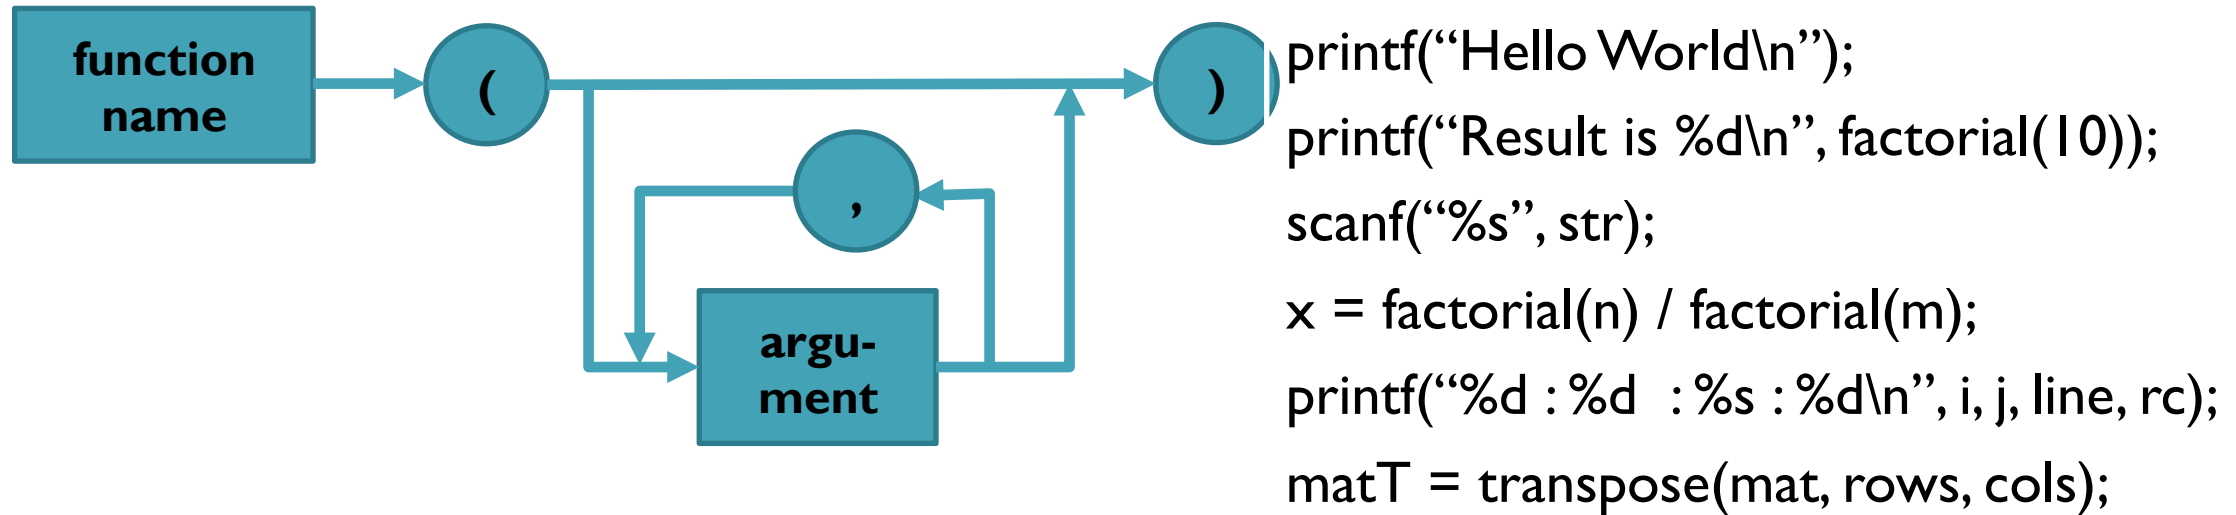 function
name
(
)
,
argu-
ment
printf(“Hello World\n”);
printf(“Result is %d\n”, factorial(10));
scanf(“%s”, str);
x = factorial(n) / factorial(m);
printf(“%d : %d  : %s : %d\n”, i, j, line, rc);
matT = transpose(mat, rows, cols);